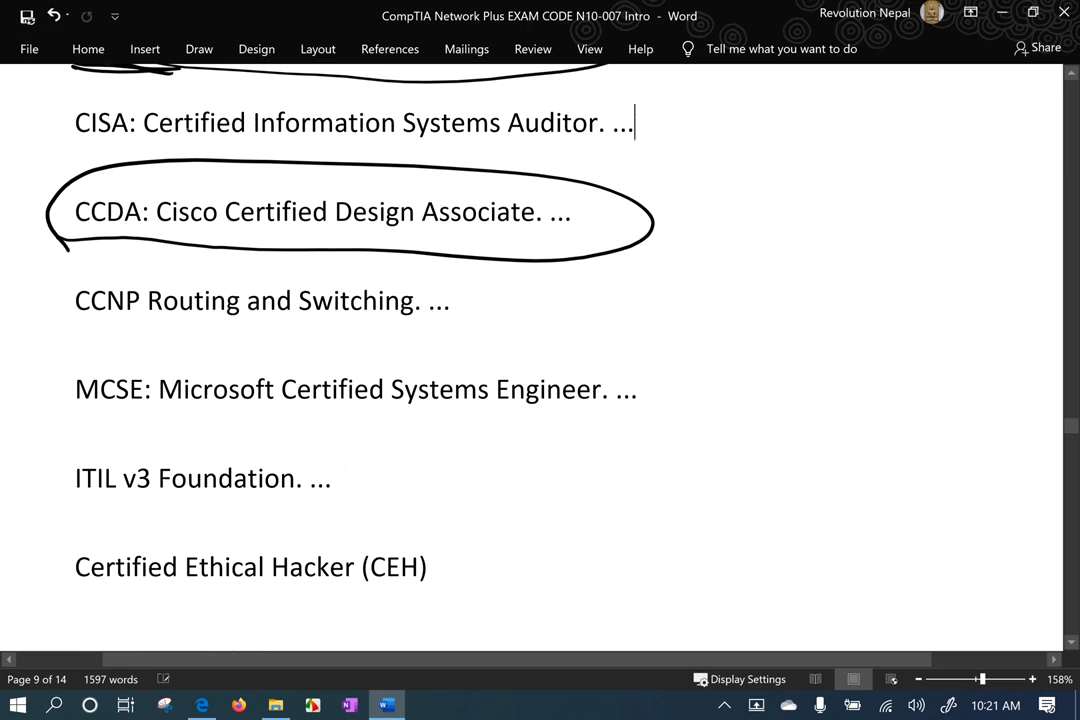 CompTIA Network Plus EXAM CODE N10-007 Intro - Word
Revolution Nepal
File Home Insert Draw Design Layout References Mailings Review View Help Tell me what you want to do Share
CISA: Certified Information Systems Auditor. ...
CCDA: Cisco Certified Design Associate. ...
CCNP Routing and Switching. ...
MCSE: Microsoft Certified Systems Engineer. ...
ITIL v3 Foundation. ...
Certified Ethical Hacker (CEH)
Page 9 of 14 1597 words Display Settings 158%
10:21 AM